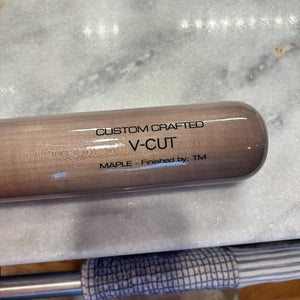 CUSTOM CRAFTED
V-CUT
MAPLE - Finished by: TM